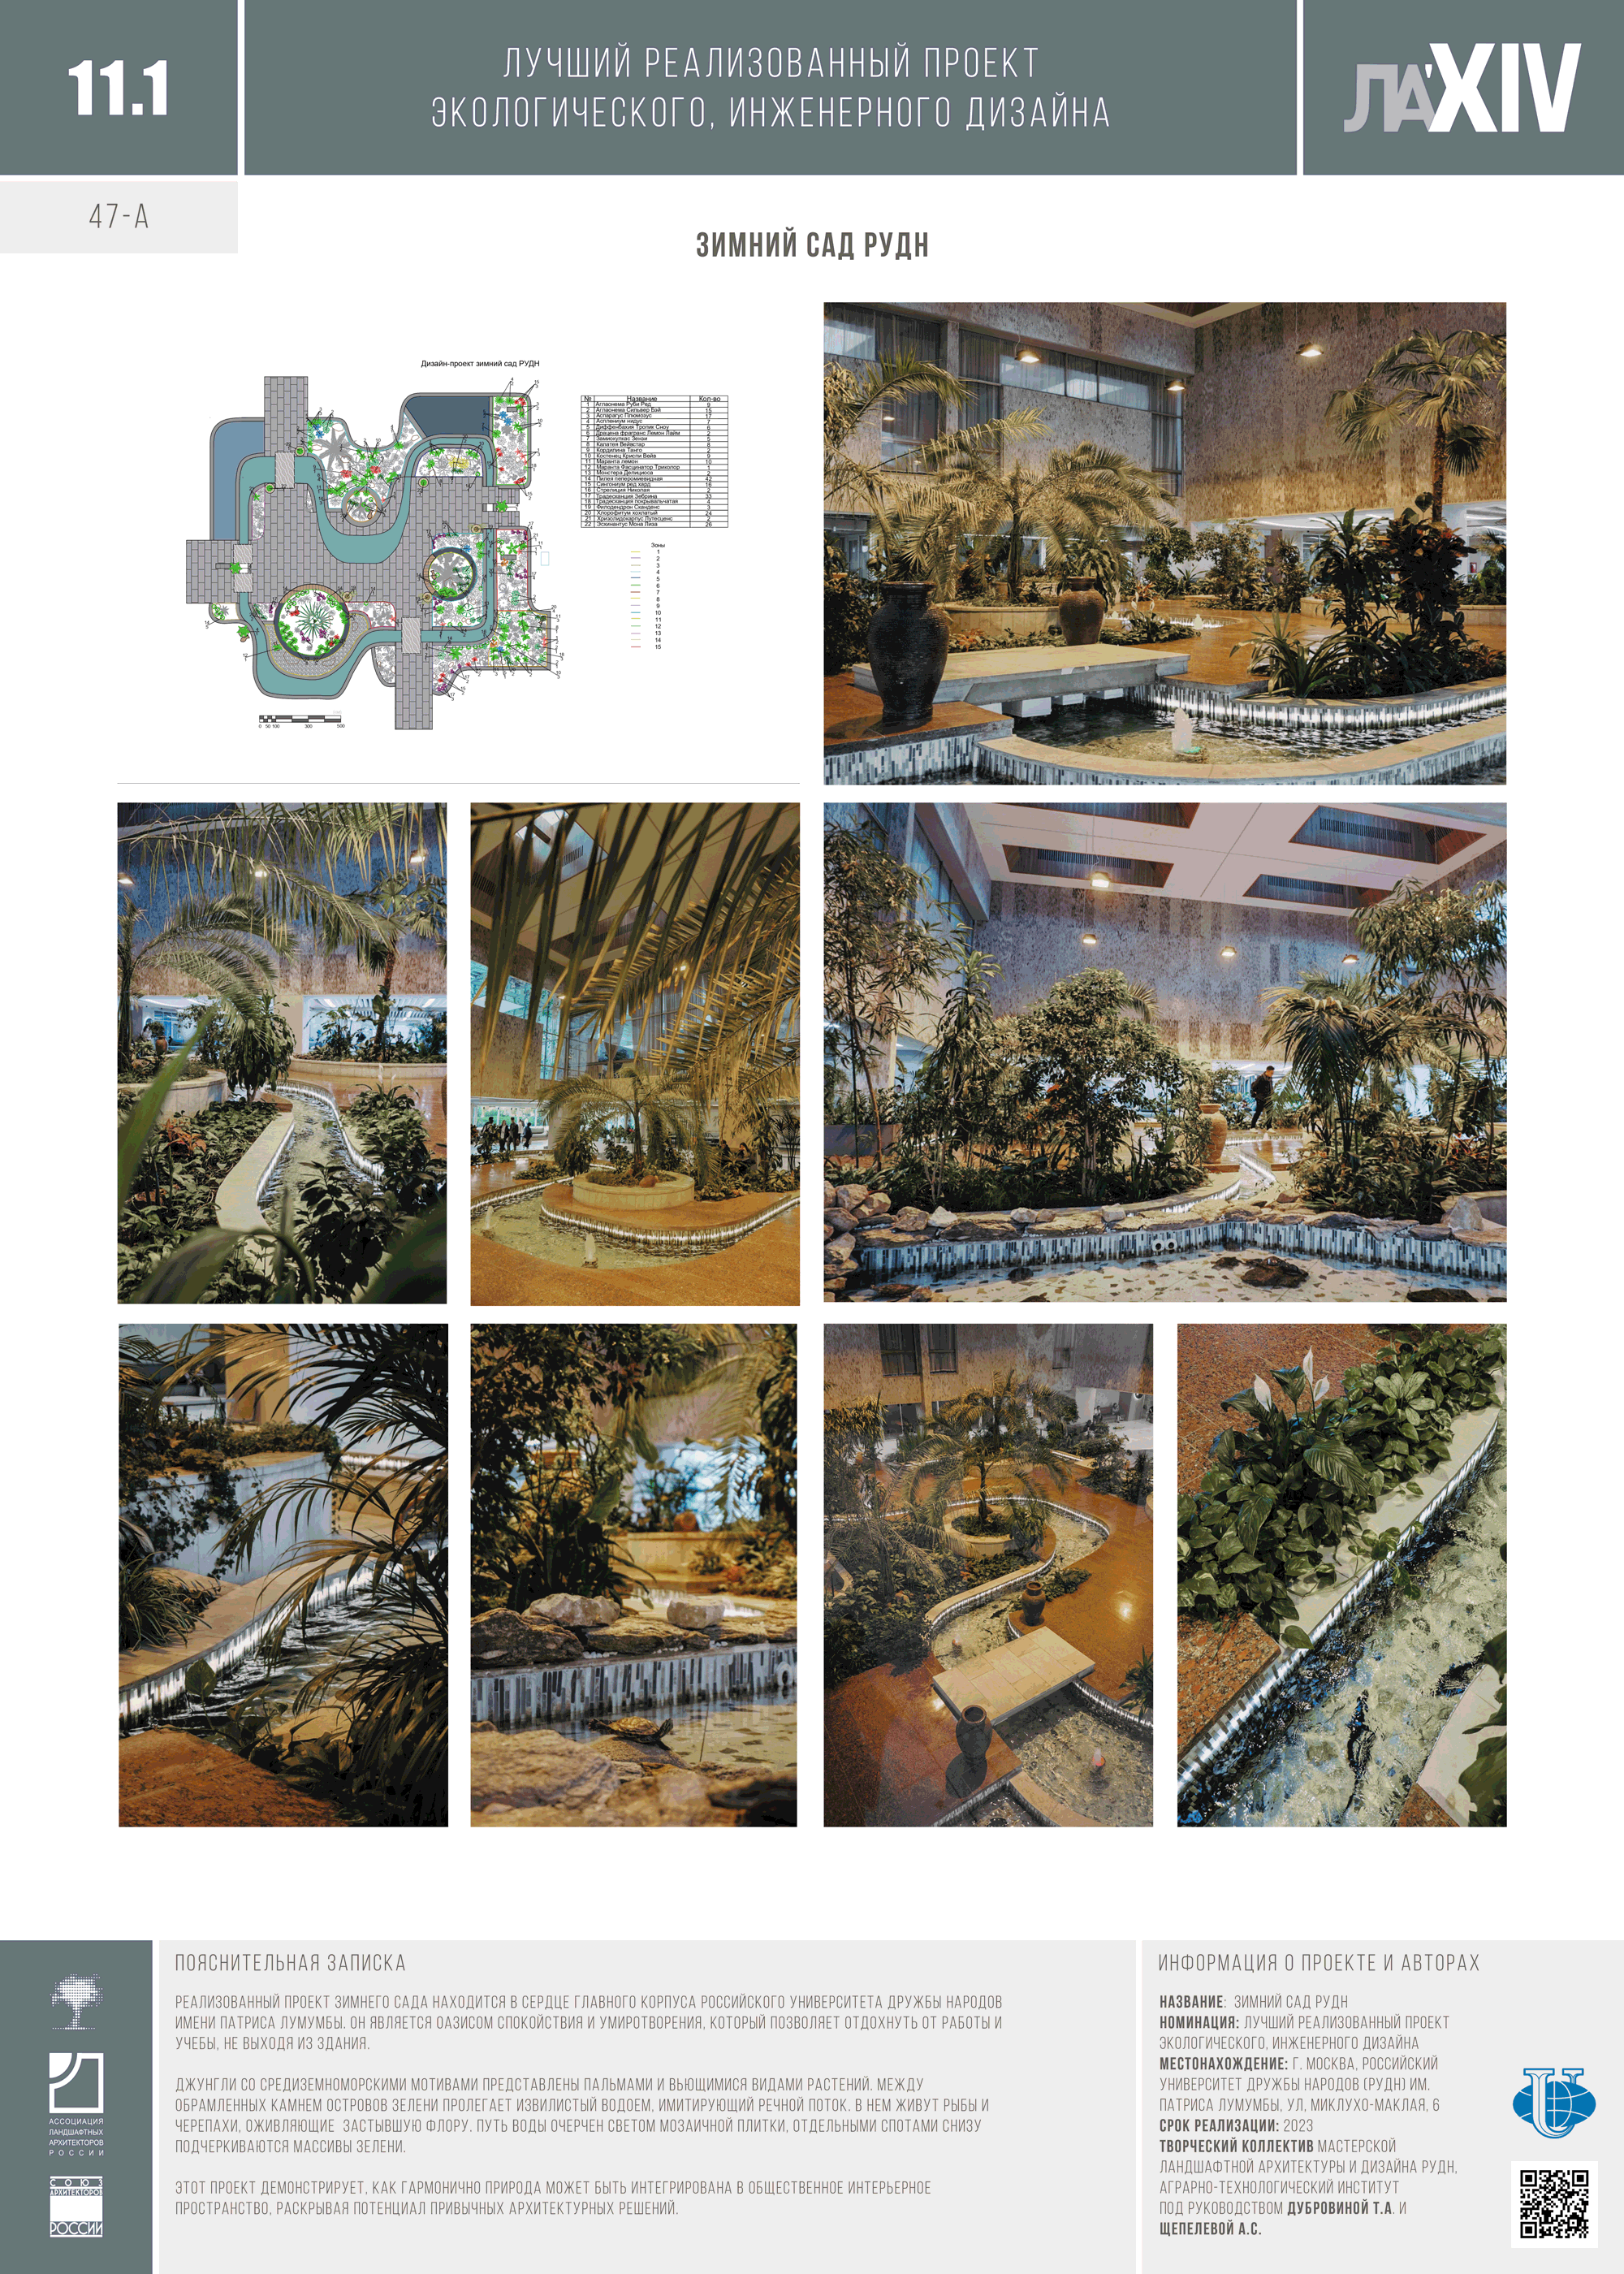 11.1
ЛУЧШИЙ РЕАЛИЗОВАННЫЙ ПРОЕКТ
ЭКОЛОГИЧЕСКОГО, ИНЖЕНЕРНОГО ДИЗАЙНА
ЛА'XIV
47-А
ЗИМНИЙ САД РУДН
Дизайн-проект зимний сад РУДН
№ Название Кол-во
1 Аглаонема Руби Ред 9
2 Аглаонема Сильвер Бэй 15
3 Аспарагус Плюмозус 17
4 Асплениум нидус 7
5 Диффенбахия Тропик Сноу 6
6 Драцена фрагранс Лемон Лайм 2
7 Замиокулкас Зензи 5
8 Калатея Вейвстар 8
9 Кордилина Танго 2
10 Костенец Криспи Вейв 9
11 Маранта лемон 10
12 Маранта Фасцинатор Триколор 1
13 Монстера Делициоса 2
14 Пилея пеперомиевидная 42
15 Сингониум ред хард 16
16 Стрелиция Николая 2
17 Традесканция Зебрина 33
18 Традесканция покрывальчатая 4
19 Филодендрон Сканденс 3
20 Хлорофитум хохлатый 24
21 Хризалидокарпус Лутесценс 2
22 Эскинантус Мона Лиза 26
Зоны
1
2
3
4
5
6
7
8
9
10
11
12
13
14
15
0 50 100 300 500
ПОЯСНИТЕЛЬНАЯ ЗАПИСКА
РЕАЛИЗОВАННЫЙ ПРОЕКТ ЗИМНЕГО САДА НАХОДИТСЯ В СЕРДЦЕ ГЛАВНОГО КОРПУСА РОССИЙСКОГО УНИВЕРСИТЕТА ДРУЖБЫ НАРОДОВ
ИМЕНИ ПАТРИСА ЛУМУМБЫ. ОН ЯВЛЯЕТСЯ ОАЗИСОМ СПОКОЙСТВИЯ И УМИРОТВОРЕНИЯ, КОТОРЫЙ ПОЗВОЛЯЕТ ОТДОХНУТЬ ОТ РАБОТЫ И
УЧЕБЫ, НЕ ВЫХОДЯ ИЗ ЗДАНИЯ.
ДЖУНГЛИ СО СРЕДИЗЕМНОМОРСКИМИ МОТИВАМИ ПРЕДСТАВЛЕНЫ ПАЛЬМАМИ И ВЬЮЩИМИСЯ ВИДАМИ РАСТЕНИЙ. МЕЖДУ
ОБРАМЛЕННЫХ КАМНЕМ ОСТРОВОВ ЗЕЛЕНИ ПРОЛЕГАЕТ ИЗВИЛИСТЫЙ ВОДОЕМ, ИМИТИРУЮЩИЙ РЕЧНОЙ ПОТОК. В НЕМ ЖИВУТ РЫБЫ И
ЧЕРЕПАХИ, ОЖИВЛЯЮЩИЕ ЗАСТЫВШУЮ ФЛОРУ. ПУТЬ ВОДЫ ОЧЕРЧЕН СВЕТОМ МОЗАИЧНОЙ ПЛИТКИ, ОТДЕЛЬНЫМИ СПОТАМИ СНИЗУ
ПОДЧЕРКИВАЮТСЯ МАССИВЫ ЗЕЛЕНИ.
ЭТОТ ПРОЕКТ ДЕМОНСТРИРУЕТ, КАК ГАРМОНИЧНО ПРИРОДА МОЖЕТ БЫТЬ ИНТЕГРИРОВАНА В ОБЩЕСТВЕННОЕ ИНТЕРЬЕРНОЕ
ПРОСТРАНСТВО, РАСКРЫВАЯ ПОТЕНЦИАЛ ПРИВЫЧНЫХ АРХИТЕКТУРНЫХ РЕШЕНИЙ.
ИНФОРМАЦИЯ О ПРОЕКТЕ И АВТОРАХ
НАЗВАНИЕ: ЗИМНИЙ САД РУДН
НОМИНАЦИЯ: ЛУЧШИЙ РЕАЛИЗОВАННЫЙ ПРОЕКТ
ЭКОЛОГИЧЕСКОГО, ИНЖЕНЕРНОГО ДИЗАЙНА
МЕСТОНАХОЖДЕНИЕ: Г. МОСКВА, РОССИЙСКИЙ
УНИВЕРСИТЕТ ДРУЖБЫ НАРОДОВ (РУДН) ИМ.
ПАТРИСА ЛУМУМБЫ, УЛ, МИКЛУХО-МАКЛАЯ, 6
СРОК РЕАЛИЗАЦИИ: 2023
ТВОРЧЕСКИЙ КОЛЛЕКТИВ МАСТЕРСКОЙ
ЛАНДШАФТНОЙ АРХИТЕКТУРЫ И ДИЗАЙНА РУДН,
АГРАРНО-ТЕХНОЛОГИЧЕСКИЙ ИНСТИТУТ
ПОД РУКОВОДСТВОМ ДУБРОВИНОЙ Т.А. И
ЩЕПЕЛЕВОЙ А.С.
АССОЦИАЦИЯ
ЛАНДШАФТНЫХ
АРХИТЕКТОРОВ
РОССИИ
СОЮЗ
АРХИТЕКТОРОВ
РОССИИ